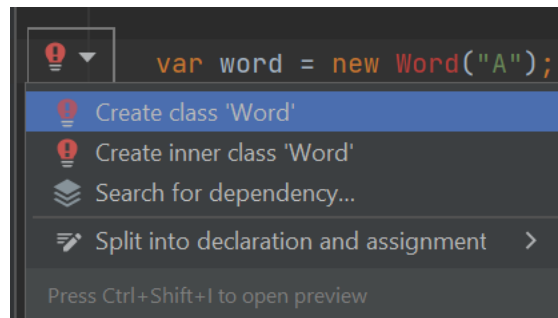 var word = new Word("A");
Create class 'Word'
Create inner class 'Word'
Search for dependency...
Split into declaration and assignment
Press Ctrl+Shift+I to open preview